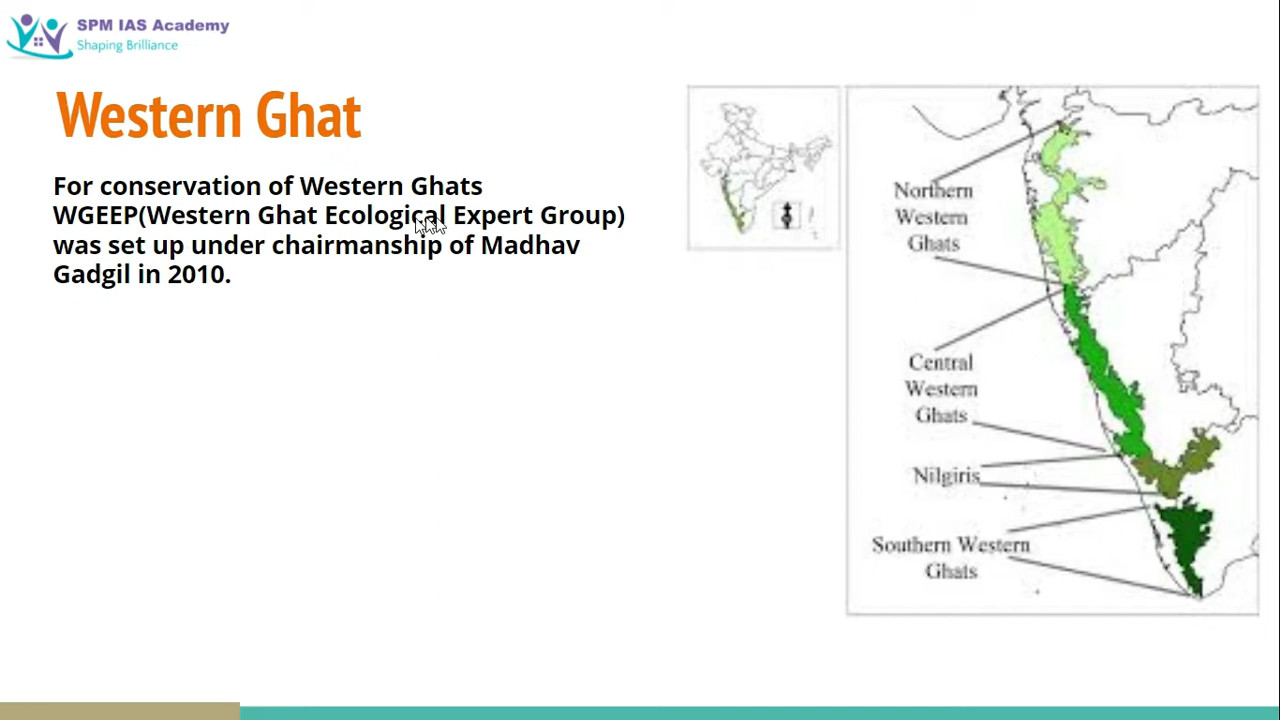 SPM IAS Academy
Shaping Brilliance
Western Ghat
For conservation of Western Ghats
WGEEP(Western Ghat Ecological Expert Group)
was set up under chairmanship of Madhav
Gadgil in 2010.
Northern
Western
Ghats
Central
Western
Ghats
Nilgiris
Southern Western
Ghats